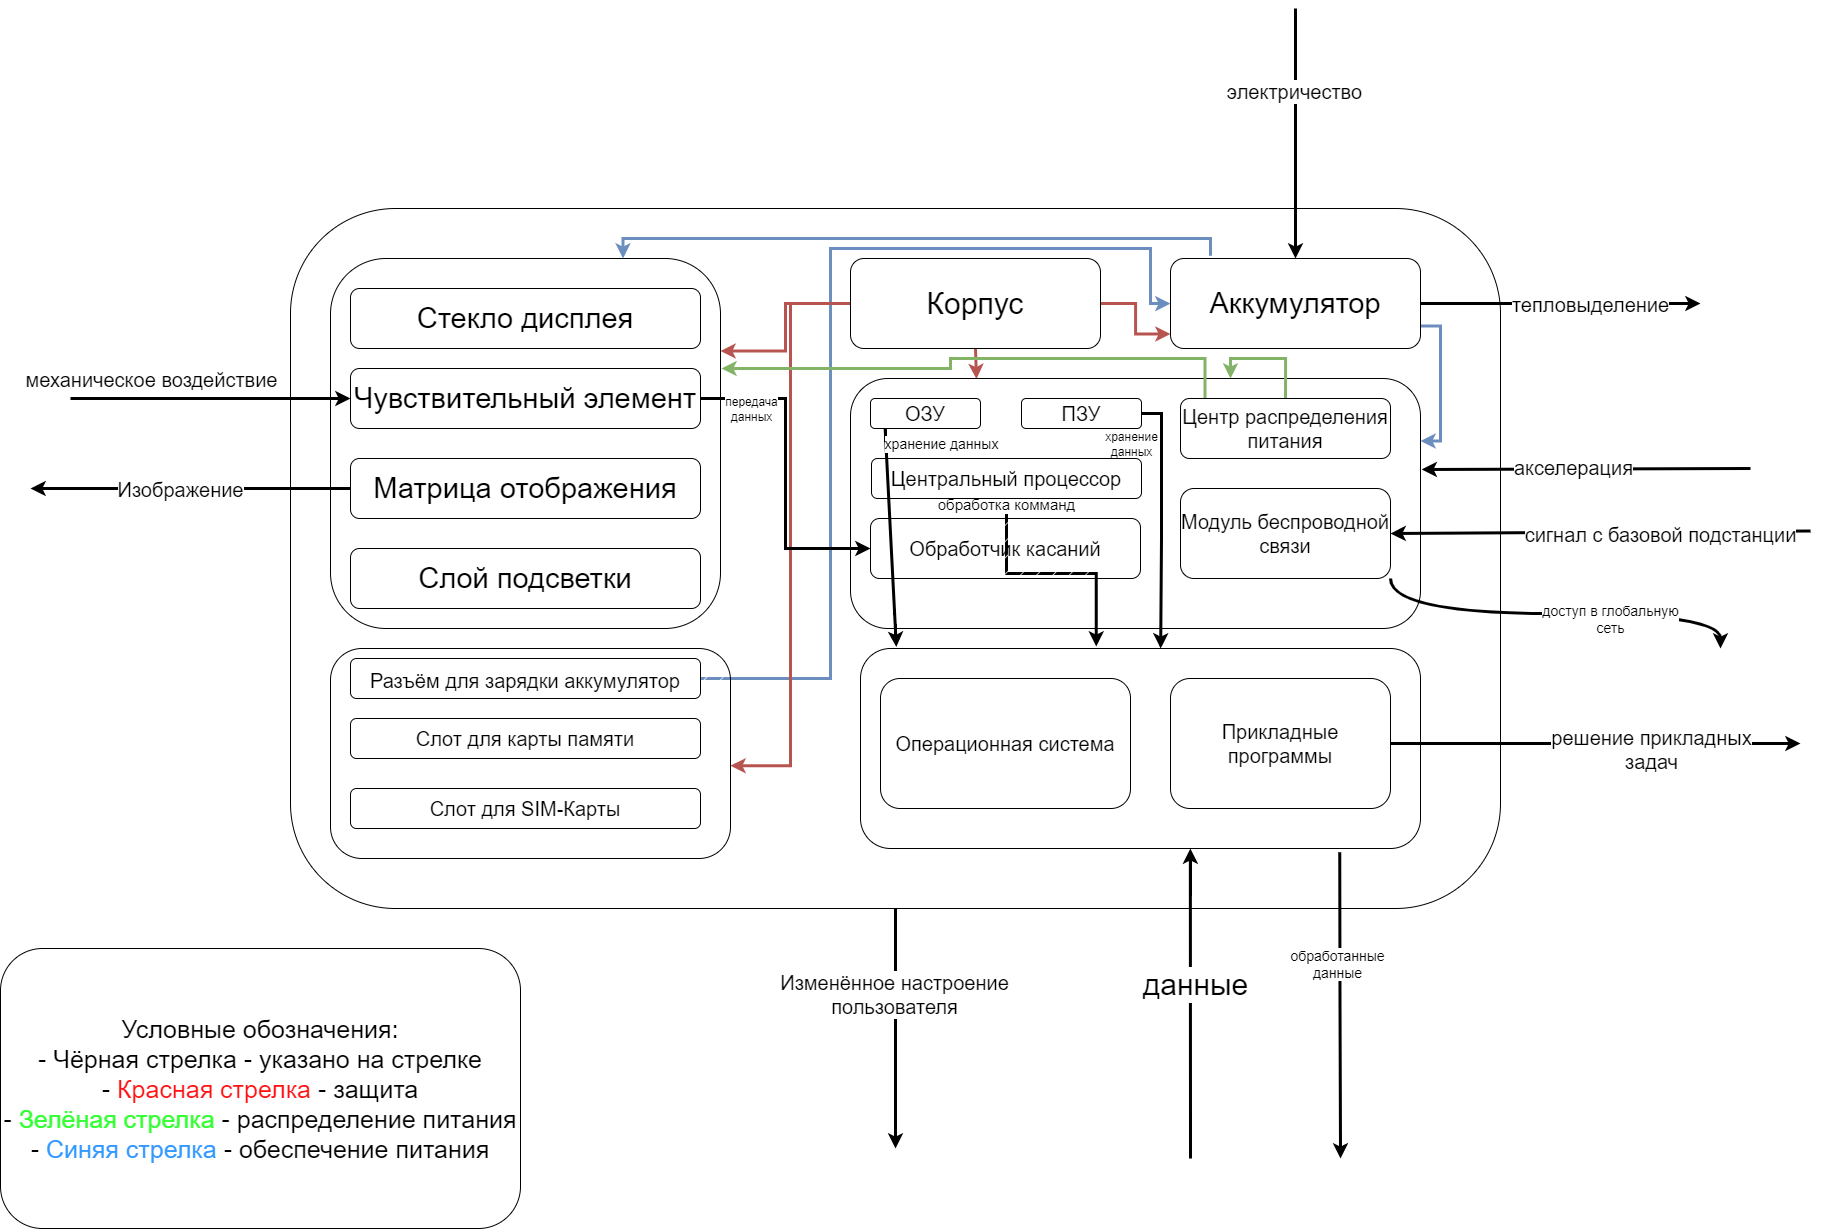 электричество
Стекло дисплея
Корпус
Аккумулятор
тепловыделение
механическое воздействие
Чувствительный элемент
передача
данных
ОЗУ
ПЗУ
Центр распределения
питания
хранение данных
хранение
данных
акселерация
Изображение
Матрица отображения
Центральный процессор
обработка комманд
Модуль беспроводной
связи
сигнал с базовой подстанции
Обработчик касаний
Слой подсветки
доступ в глобальную
сеть
Разъём для зарядки аккумулятор
Слот для карты памяти
Слот для SIM-Карты
Операционная система
Прикладные
программы
решение прикладных
задач
Изменённое настроение
пользователя
данные
обработанные
данные
Условные обозначения:
- Чёрная стрелка - указано на стрелке
- Красная стрелка - защита
- Зелёная стрелка - распределение питания
- Синяя стрелка - обеспечение питания